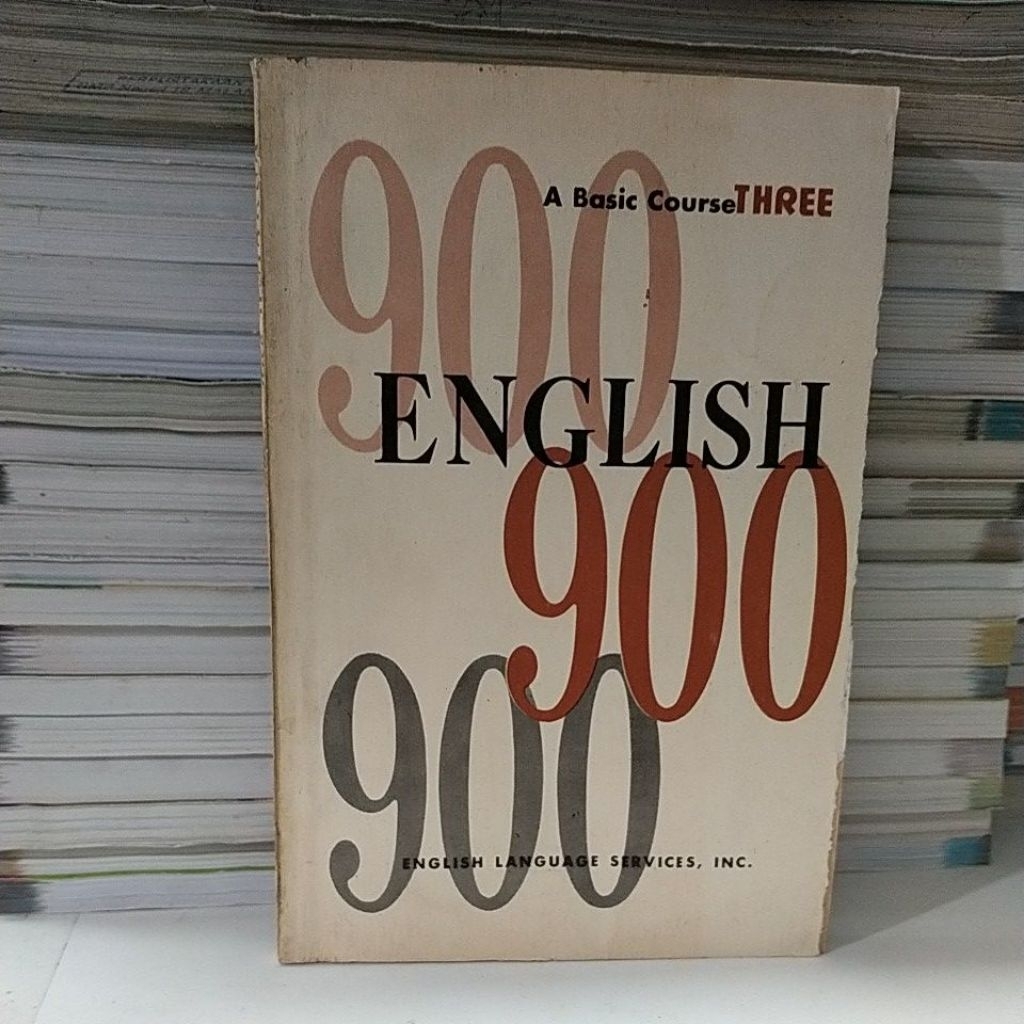 900
A Basic Course THREE
ENGLISH
900
900
ENGLISH LANGUAGE SERVICES, INC.